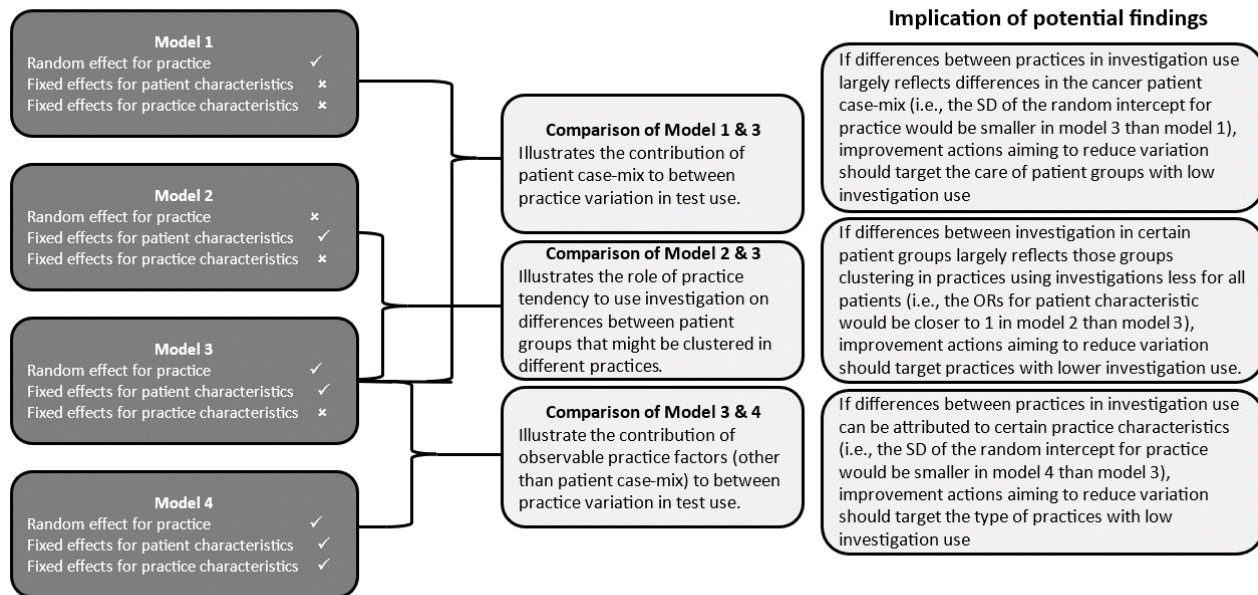 Model 1
Random effect for practice ✓
Fixed effects for patient characteristics ×
Fixed effects for practice characteristics ×
Model 2
Random effect for practice ×
Fixed effects for patient characteristics ✓
Fixed effects for practice characteristics ×
Model 3
Random effect for practice ✓
Fixed effects for patient characteristics ✓
Fixed effects for practice characteristics ×
Model 4
Random effect for practice ✓
Fixed effects for patient characteristics ✓
Fixed effects for practice characteristics ✓
Comparison of Model 1 & 3
Illustrates the contribution of
patient case-mix to between
practice variation in test use.
Comparison of Model 2 & 3
Illustrates the role of practice
tendency to use investigation on
differences between patient
groups that might be clustered in
different practices.
Comparison of Model 3 & 4
Illustrate the contribution of
observable practice factors (other
than patient case-mix) to between
practice variation in test use.
Implication of potential findings
If differences between practices in investigation use
largely reflects differences in the cancer patient
case-mix (i.e., the SD of the random intercept for
practice would be smaller in model 3 than model 1),
improvement actions aiming to reduce variation
should target the care of patient groups with low
investigation use
If differences between investigation in certain
patient groups largely reflects those groups
clustering in practices using investigations less for all
patients (i.e., the ORs for patient characteristic
would be closer to 1 in model 2 than model 3),
improvement actions aiming to reduce variation
should target practices with lower investigation use.
If differences between practices in investigation use
can be attributed to certain practice characteristics
(i.e., the SD of the random intercept for practice
would be smaller in model 4 than model 3),
improvement actions aiming to reduce variation
should target the type of practices with low
investigation use